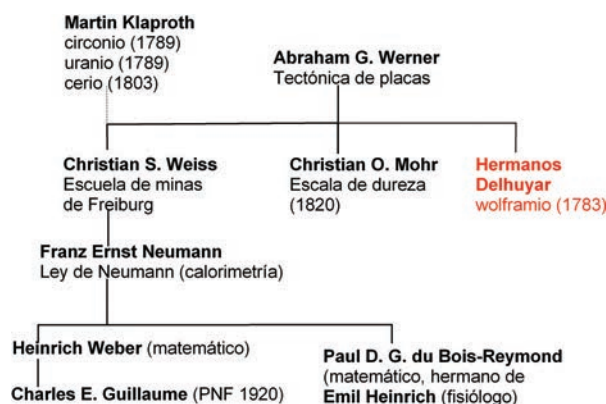 Martin Klaproth
circonio (1789)
uranio (1789)
cerio (1803)
Abraham G. Werner
Tectónica de placas
Christian S. Weiss
Escuela de minas
de Freiburg
Christian O. Mohr
Escala de dureza
(1820)
Hermanos
Delhuyar
wolframio (1783)
Franz Ernst Neumann
Ley de Neumann (calorimetría)
Heinrich Weber (matemático)
Charles E. Guillaume (PNF 1920)
Paul D. G. du Bois-Reymond
(matemático, hermano de
Emil Heinrich (fisiólogo)